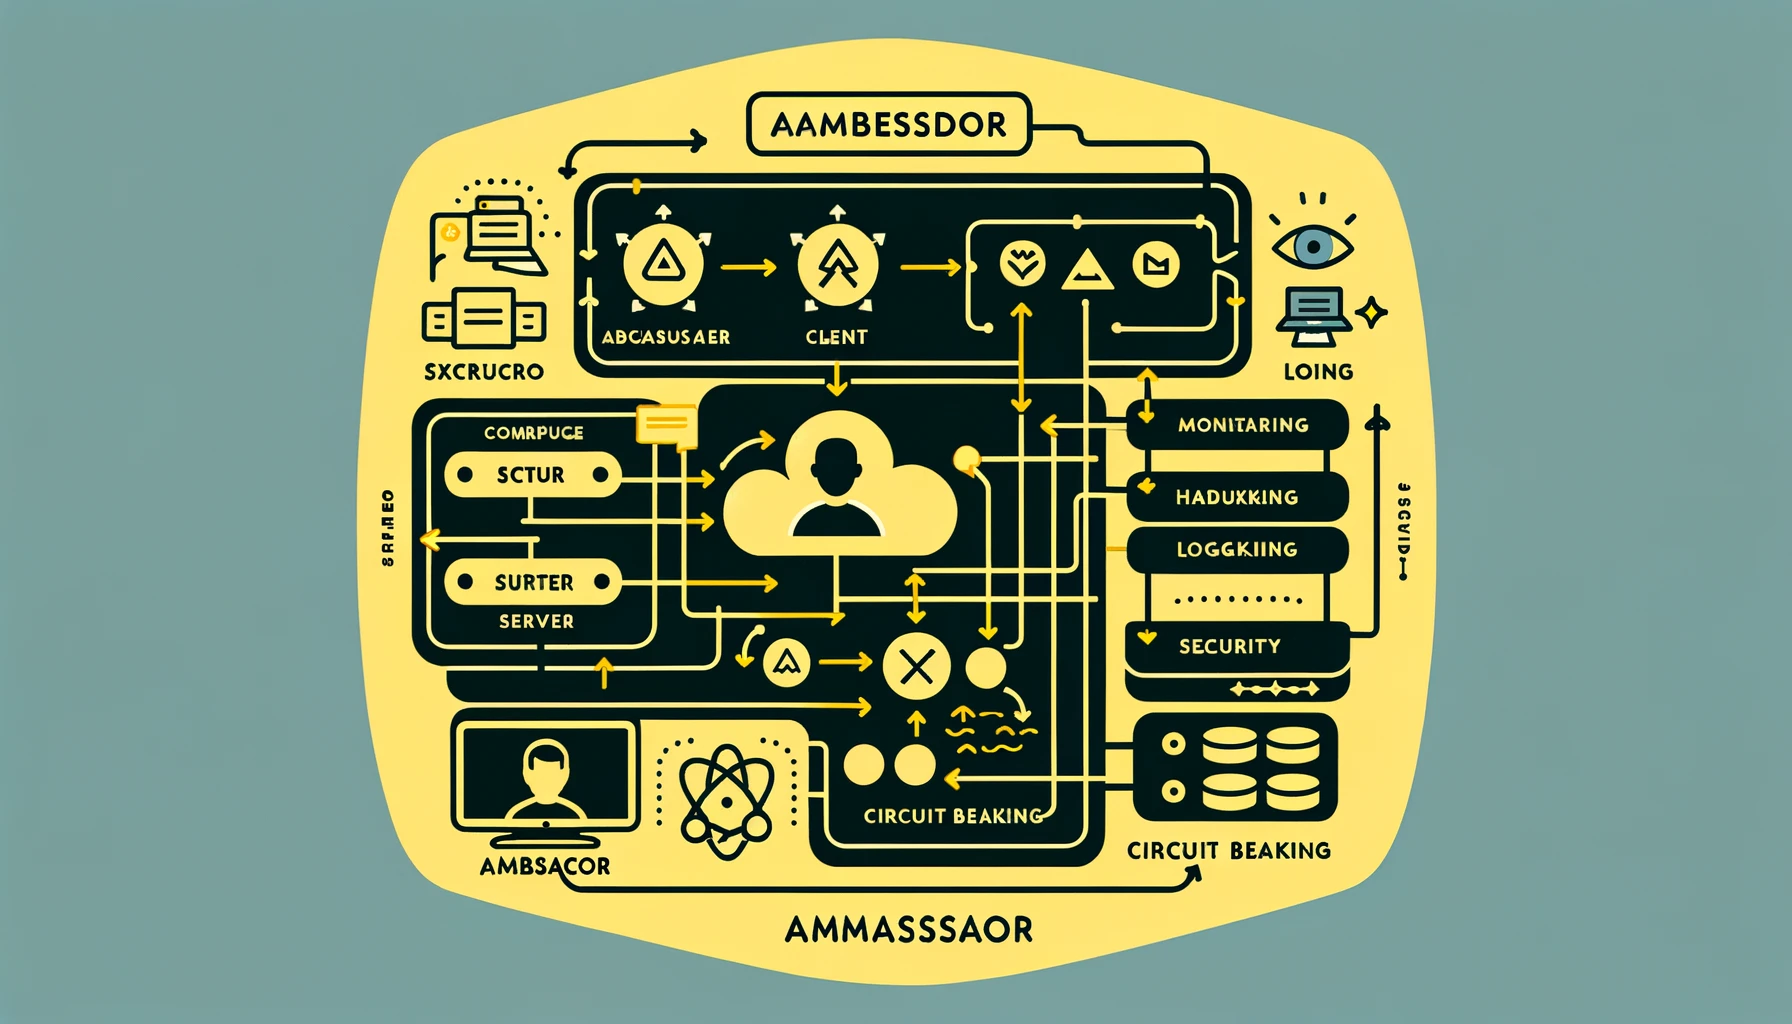 AAMBESSDOR
ABCASUSAER
CLENT
SXCRUCRO
LOING
COMRPUCE
SCTUR
SURTER
SERVER
MONITARING
HADUKKING
LOGGKIING
SECURITY
CIRCUIT BEAKING
CIRCUIT BEAKING
AMBSACOR
AMMASSSAOR